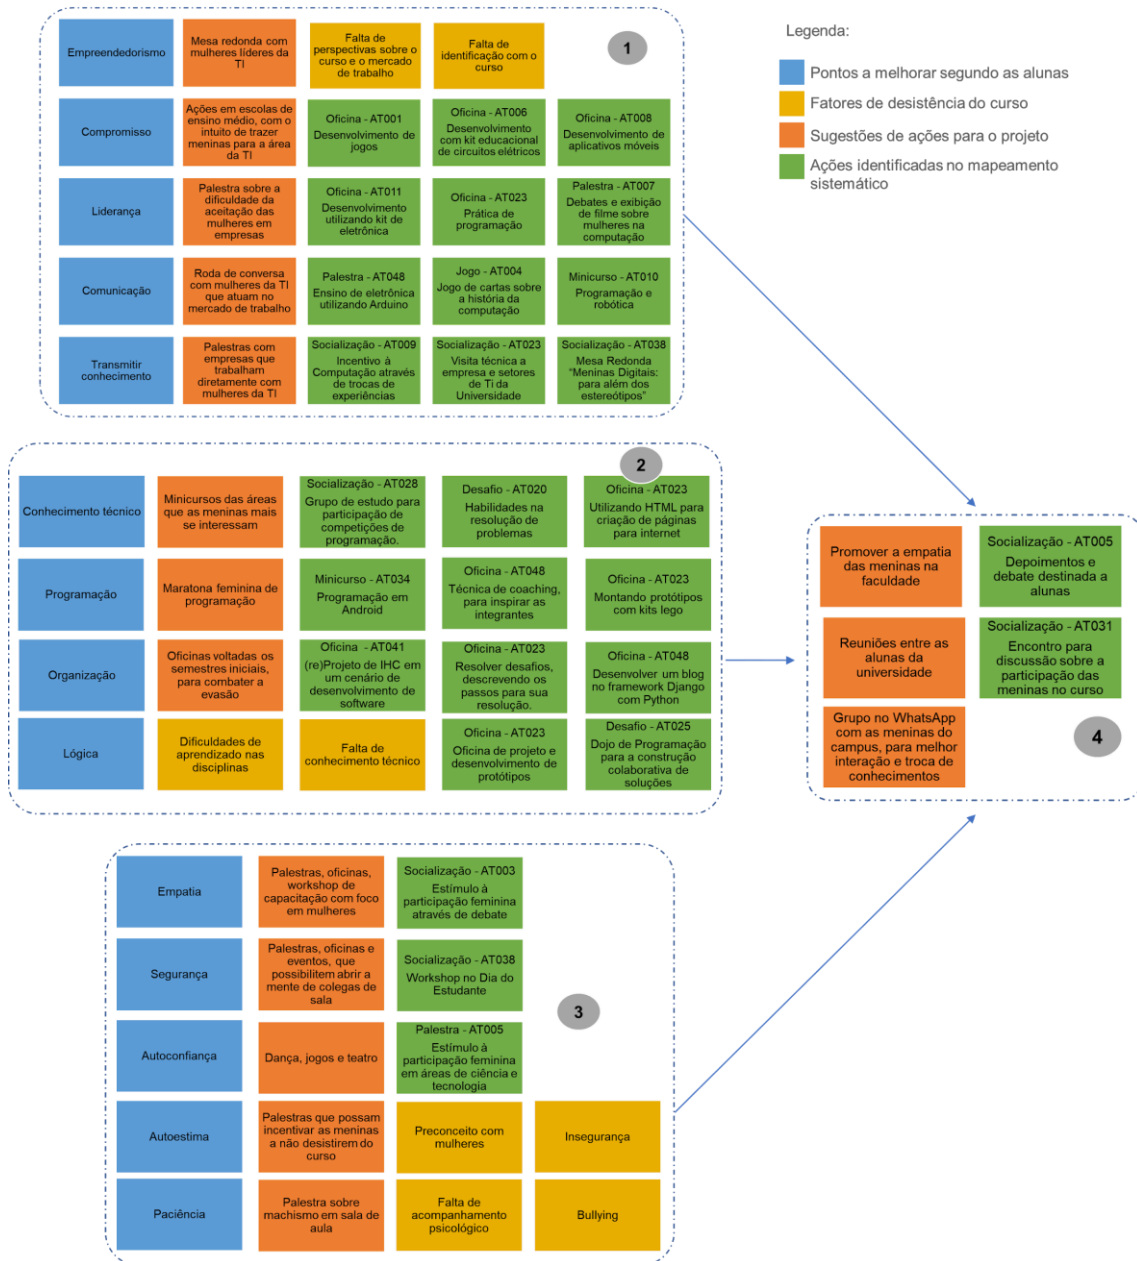 Legenda:
Pontos a melhorar segundo as alunas
Fatores de desistência do curso
Sugestões de ações para o projeto
Ações identificadas no mapeamento
sistemático
1
Empreendedorismo
Mesa redonda com
mulheres líderes da
TI
Falta de
perspectivas sobre o
curso e o mercado de
trabalho
Falta de
identificação com o
curso
Compromisso
Ações em escolas de
ensino médio, com o
intuito de trazer
meninas para a área
da TI
Oficina - AT001
Desenvolvimento de
jogos
Oficina - AT006
Desenvolvimento
com kit educacional
de circuitos elétricos
Oficina - AT008
Desenvolvimento de
aplicativos móveis
Liderança
Palestra sobre a
dificuldade da
aceitação das
mulheres em
empresas
Oficina - AT011
Desenvolvimento
utilizando kit de
eletrônica
Oficina - AT023
Prática de
programação
Palestra - AT007
Debates e exibição
de filme sobre
mulheres na
computação
Comunicação
Roda de conversa
com mulheres da TI
que atuam no
mercado de trabalho
Palestra - AT048
Ensino de eletrônica
utilizando Arduino
Jogo - AT004
Jogo de cartas sobre
a história da
computação
Minicurso - AT010
Programação e
robótica
Transmitir
conhecimento
Palestras com
empresas que
trabalham
diretamente com
mulheres da TI
Socialização - AT009
Incentivo à
Computação através
de trocas de
experiências
Socialização - AT023
Visita técnica a
empresa e setores
de Ti da
Universidade
Socialização - AT038
Mesa Redonda
“Meninas Digitais:
para além dos
estereótipos”
2
Conhecimento técnico
Minicursos das áreas
que as meninas mais
se interessam
Socialização - AT028
Grupo de estudo para
participação de
competições de
programação.
Desafio - AT020
Habilidades na
resolução de
problemas
Oficina - AT023
Utilizando HTML para
criação de páginas
para internet
Programação
Maratona feminina de
programação
Minicurso - AT034
Programação em
Android
Oficina - AT048
Técnica de coaching,
para inspirar as
integrantes
Oficina - AT023
Montando protótipos
com kits lego
Organização
Oficinas voltadas os
semestres iniciais,
para combater a
evasão
Oficina - AT041
(re)Projeto de IHC em
um cenário de
desenvolvimento de
software
Oficina - AT023
Resolver desafios,
descrevendo os
passos para sua
resolução.
Oficina - AT048
Desenvolver um blog
no framework Django
com Python
Lógica
Dificuldades de
aprendizado nas
disciplinas
Falta de
conhecimento técnico
Oficina - AT023
Oficina de projeto e
desenvolvimento de
protótipos
Desafio - AT025
Dojo de Programação
para a construção
colaborativa de
soluções
3
Empatia
Palestras, oficinas,
workshop de
capacitação com foco
em mulheres
Socialização - AT003
Estímulo à
participação feminina
através de debate
Segurança
Palestras, oficinas e
eventos, que
possibilitem abrir a
mente de colegas de
sala
Socialização - AT038
Workshop no Dia do
Estudante
Autoconfiança
Dança, jogos e teatro
Palestra - AT005
Estímulo à
participação feminina
em áreas de ciência e
tecnologia
Autoestima
Palestras que possam
incentivar as meninas
a não desistirem do
curso
Preconceito com
mulheres
Insegurança
Paciência
Palestra sobre
machismo em sala de
aula
Falta de
acompanhamento
psicológico
Bullying
Promover a empatia
das meninas na
faculdade
Socialização - AT005
Depoimentos e
debate destinada a
alunas
Reuniões entre as
alunas da
universidade
Socialização - AT031
Encontro para
discussão sobre a
participação das
meninas no curso
Grupo no WhatsApp
com as meninas do
campus, para melhor
interação e troca de
conhecimentos
4